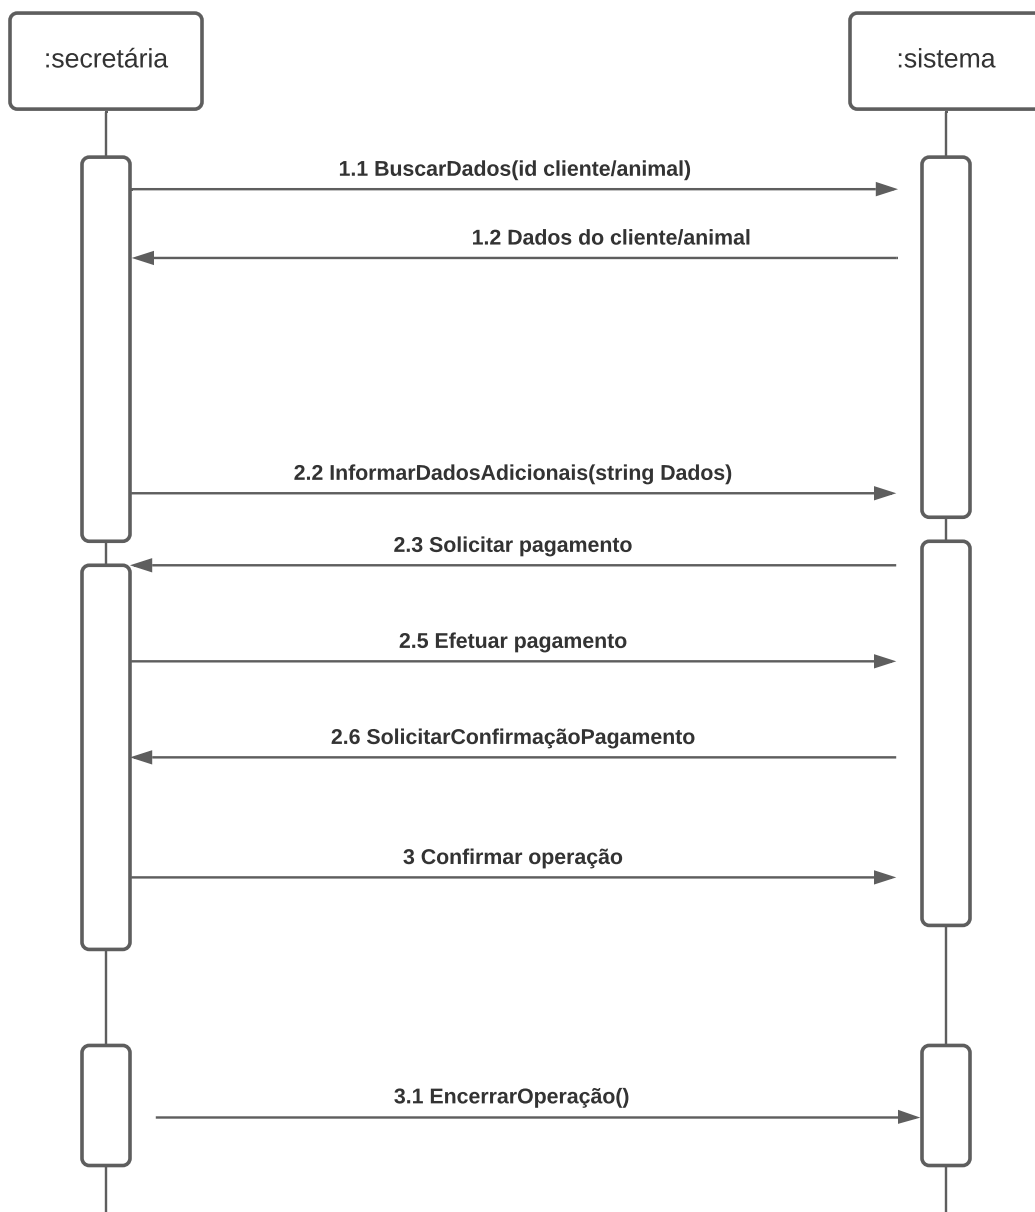 :secretária
:sistema
1.1 BuscarDados(id cliente/animal)
1.2 Dados do cliente/animal
2.2 InformarDadosAdicionais(string Dados)
2.3 Solicitar pagamento
2.5 Efetuar pagamento
2.6 SolicitarConfirmaçãoPagamento
3 Confirmar operação
3.1 EncerrarOperação()